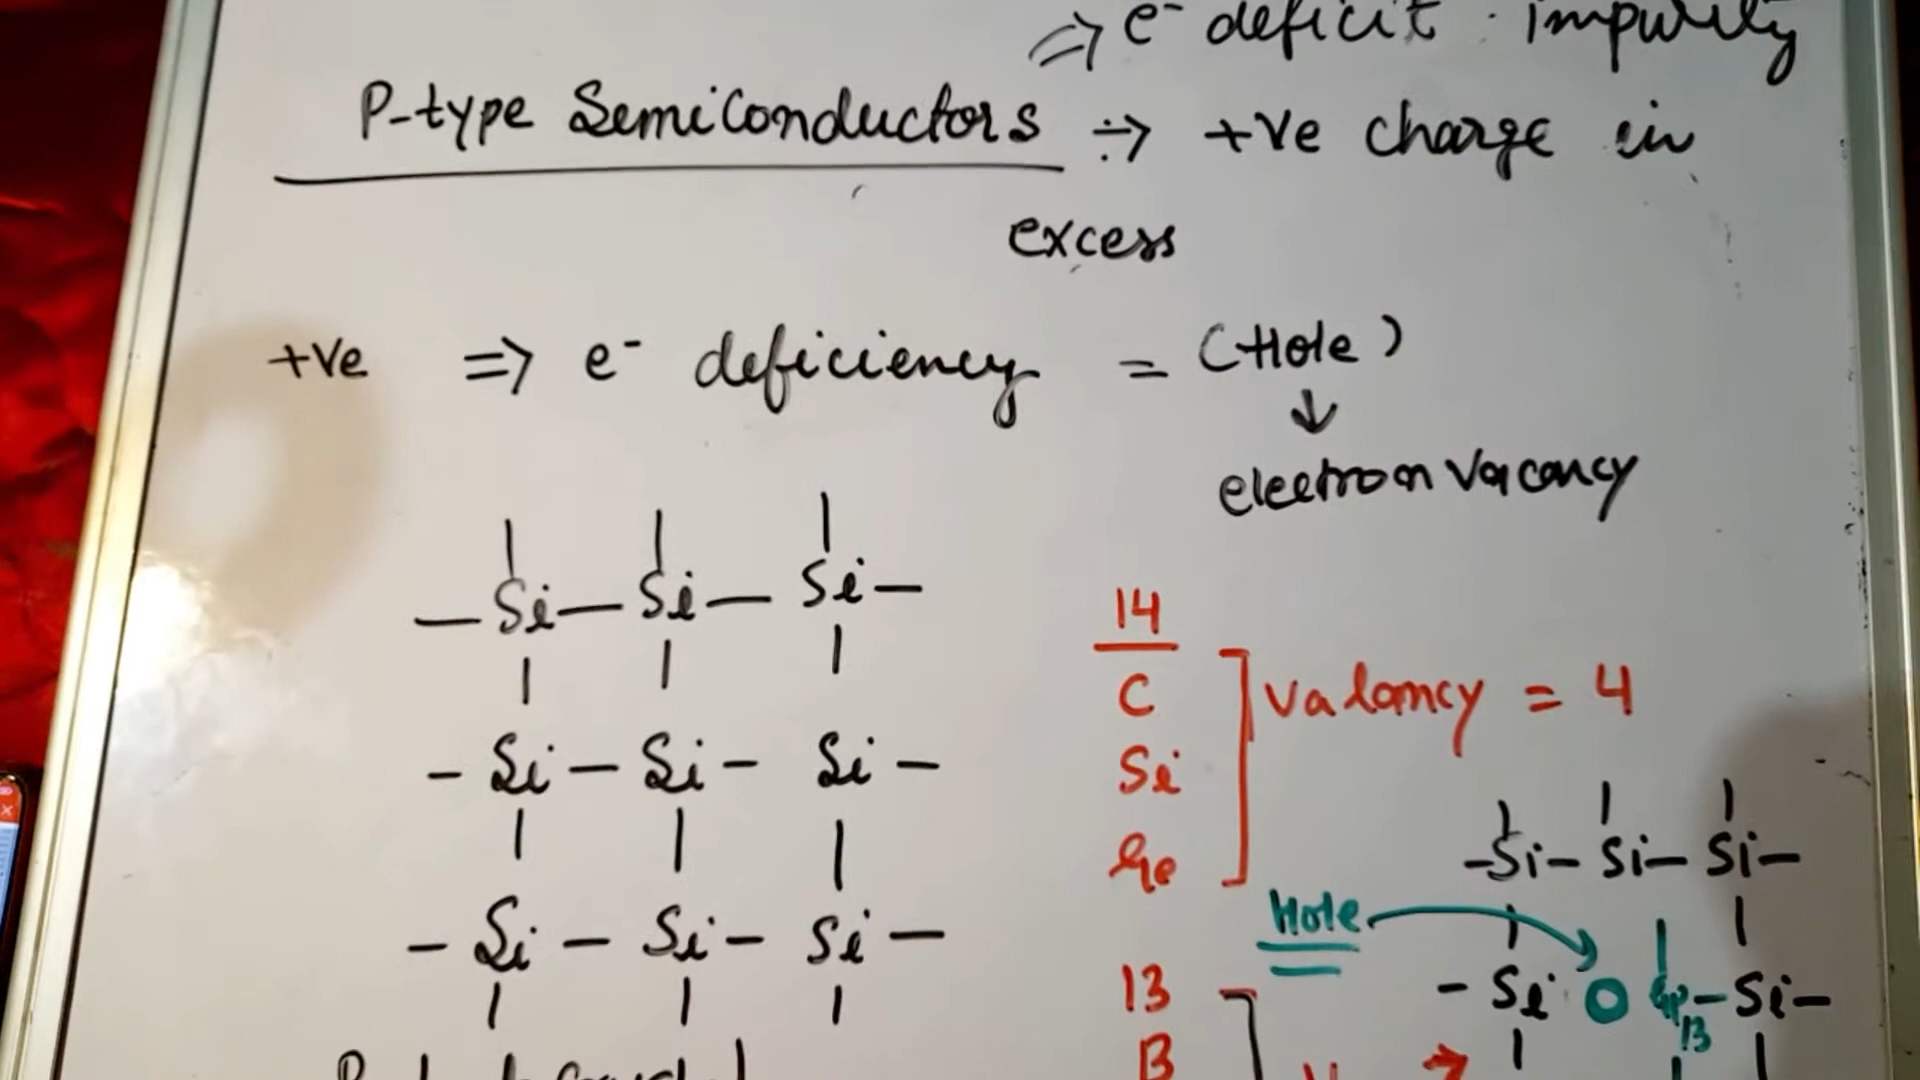 ⇒ e⁻ deficit impurity
P-type Semiconductors ÷→ +ve charge in
excess
+ve ⇒ e⁻ deficiency = (Hole)
↓
electron Vacancy
— Si — Si — Si —
- Si — Si - Si —
- Si — Si - Si —
14
C
Si
Ge
Valancy = 4
-Si- Si- Si-
Hole
- Si O Gp - Si -
13
13
B